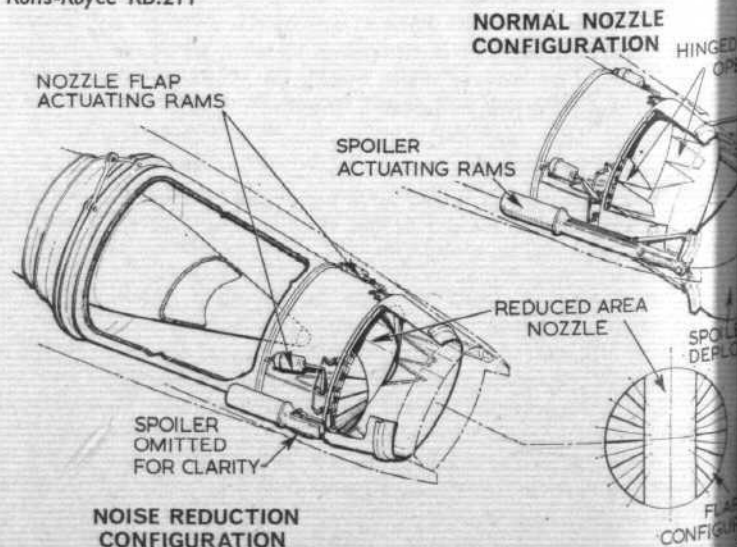 Rolls-Royce RB.211
NORMAL NOZZLE
CONFIGURATION
HINGED
NOZZLE FLAP
ACTUATING RAMS
SPOILER
ACTUATING RAMS
REDUCED AREA
NOZZLE
SPOILER
OMITTED
FOR CLARITY
NOISE REDUCTION
CONFIGURATION